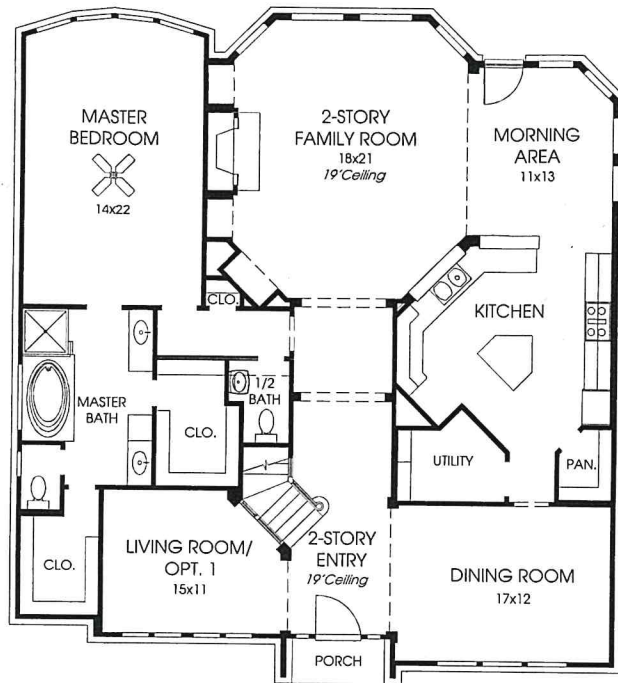 MASTER
BEDROOM
14x22
2-STORY
FAMILY ROOM
18x21
19'Ceiling
MORNING
AREA
11x13
CLO.
KITCHEN
MASTER
BATH
1/2
BATH
CLO.
UTILITY
PAN.
CLO.
LIVING ROOM/
OPT. 1
15x11
2-STORY
ENTRY
19'Ceiling
DINING ROOM
17x12
PORCH